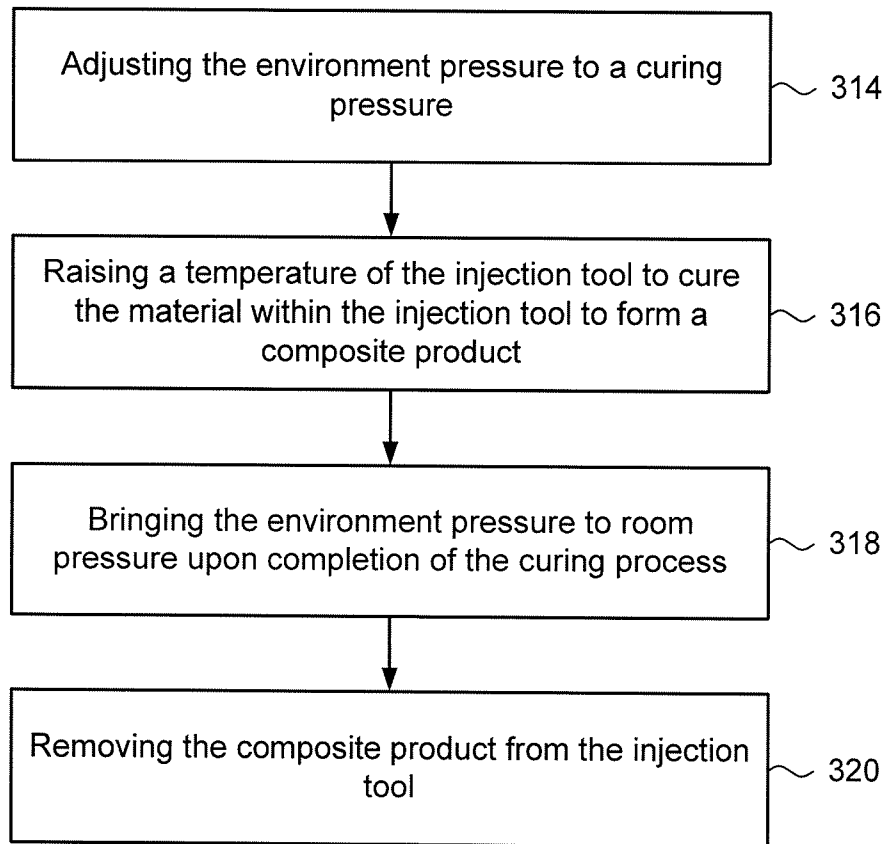 Adjusting the environment pressure to a curing
pressure
314
Raising a temperature of the injection tool to cure
the material within the injection tool to form a
composite product
316
Bringing the environment pressure to room
pressure upon completion of the curing process
318
Removing the composite product from the injection
tool
320